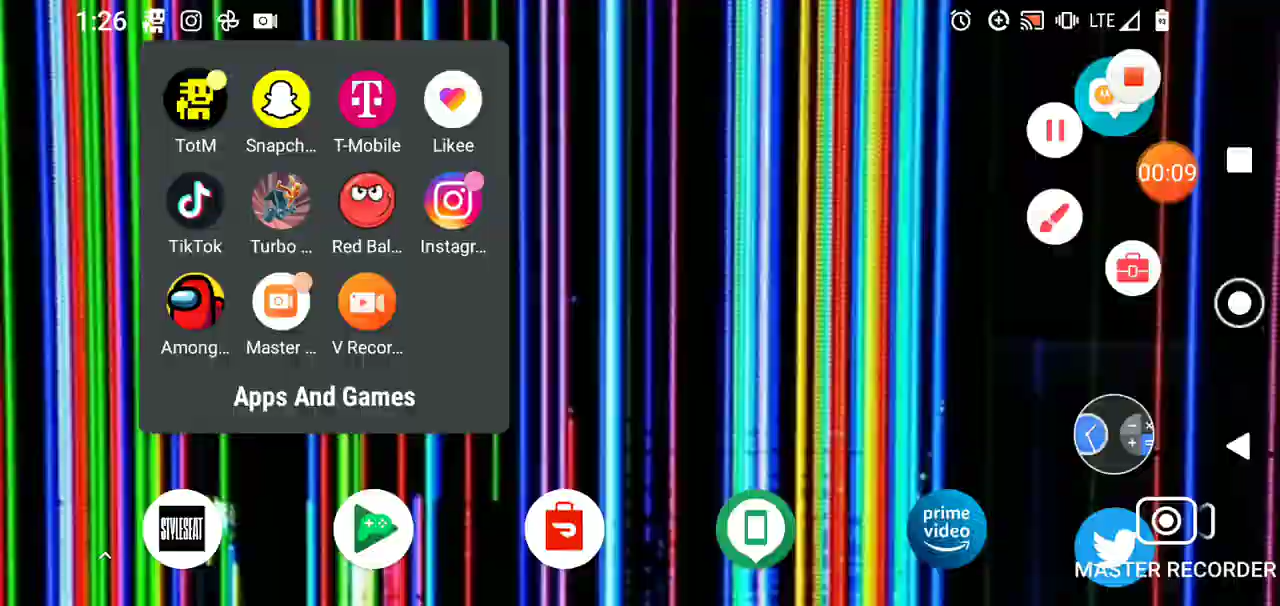 1:26
LTE
93
TotM
Snapch...
T-Mobile
Likee
TikTok
Turbo ...
Red Bal...
Instagr...
00:09
Among...
Master ...
V Recor...
Apps And Games
STYLESEAT
prime video
MASTER RECORDER